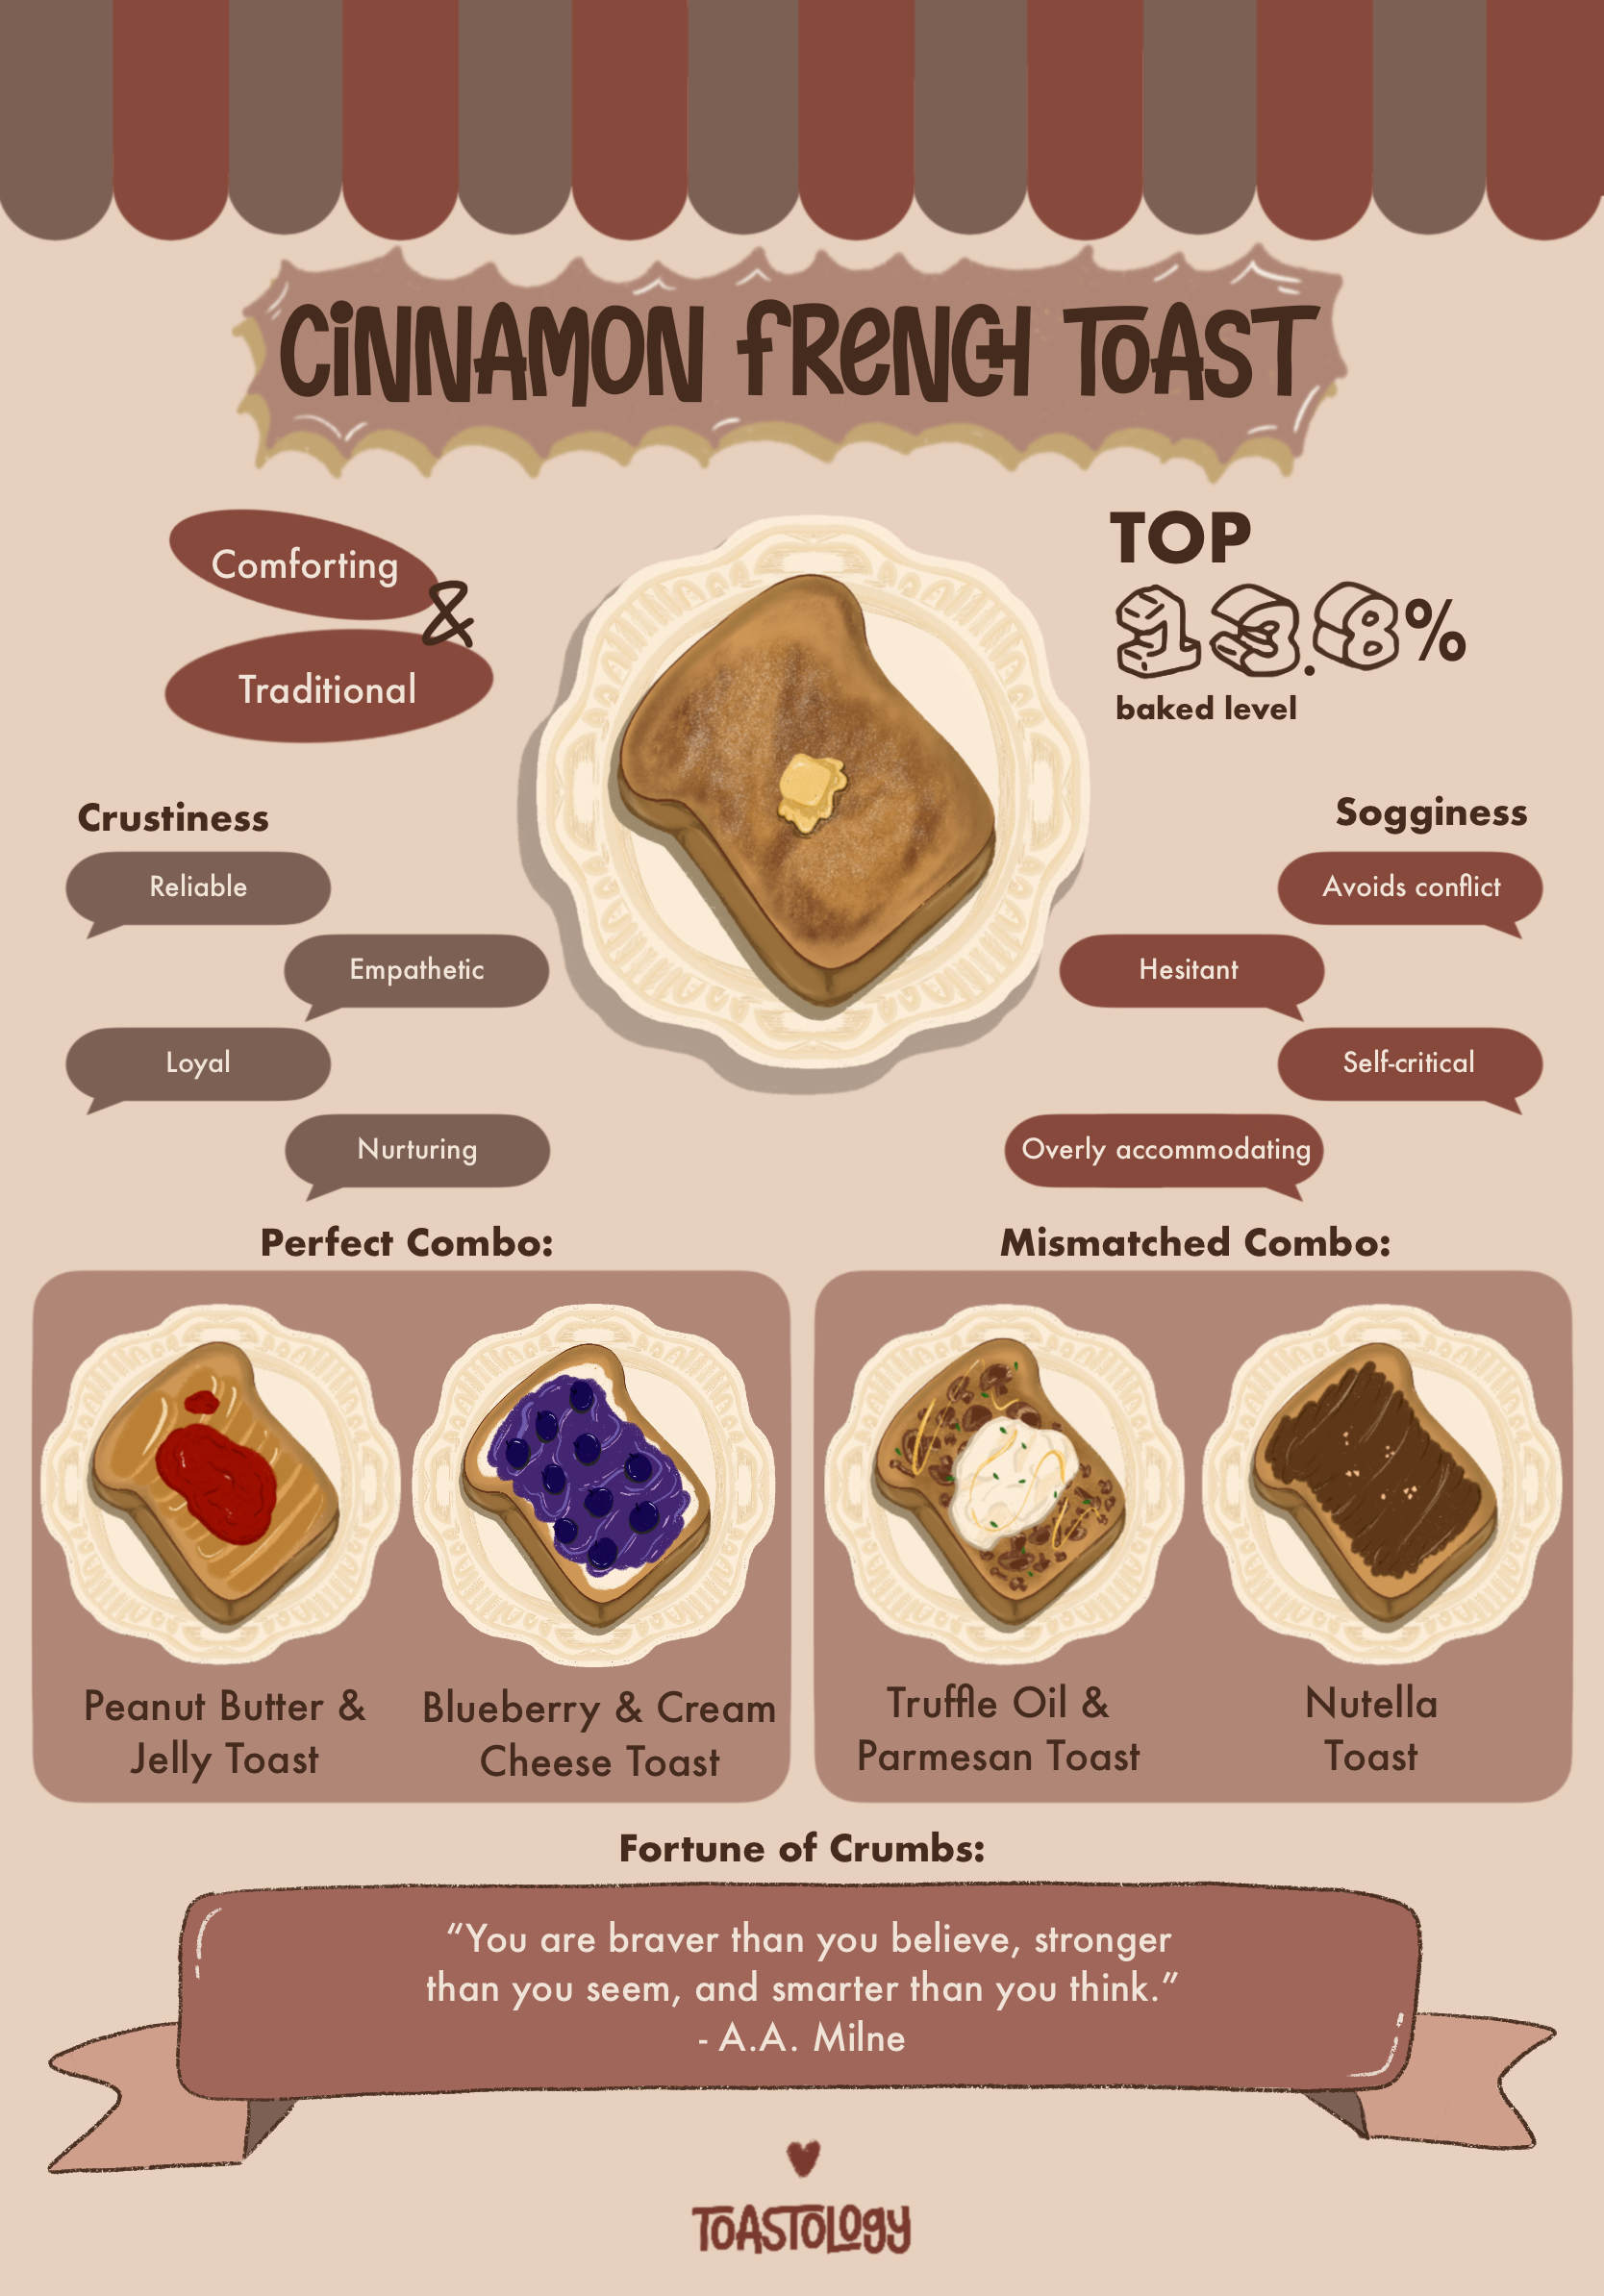 CiNNAMON fRENCH TOAST
Comforting
&
Traditional
TOP
13.8%
baked level
Crustiness
Reliable
Empathetic
Loyal
Nurturing
Sogginess
Avoids conflict
Hesitant
Self-critical
Overly accommodating
Perfect Combo:
Peanut Butter &
Jelly Toast
Blueberry & Cream
Cheese Toast
Mismatched Combo:
Truffle Oil &
Parmesan Toast
Nutella
Toast
Fortune of Crumbs:
“You are braver than you believe, stronger
than you seem, and smarter than you think.”
- A.A. Milne
TOASTOLOgy